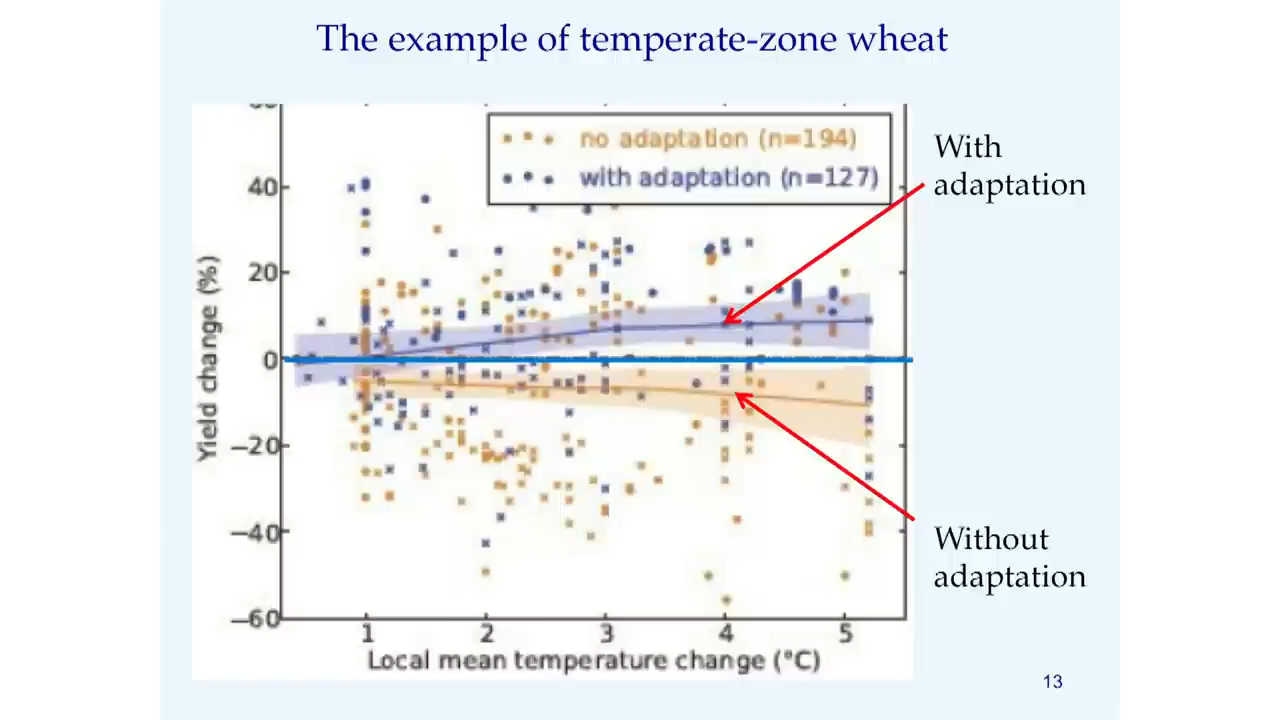 The example of temperate-zone wheat
no adaptation (n=194)
with adaptation (n=127)
With
adaptation
40
20
0
−20
−40
−60
Yield change (%)
1 2 3 4 5
Local mean temperature change (°C)
Without
adaptation
13